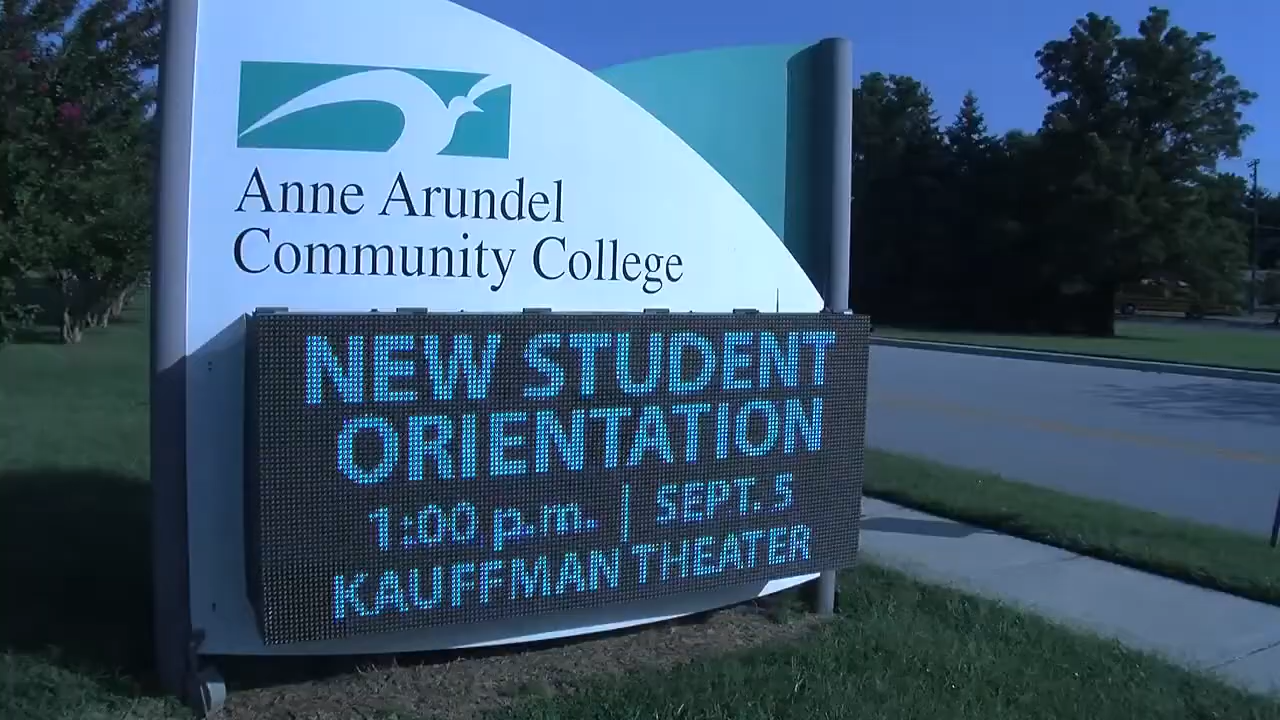 Anne Arundel
Community College
NEW STUDENT
ORIENTATION
1:00 p.m. | SEPT. 5
KAUFFMAN THEATER